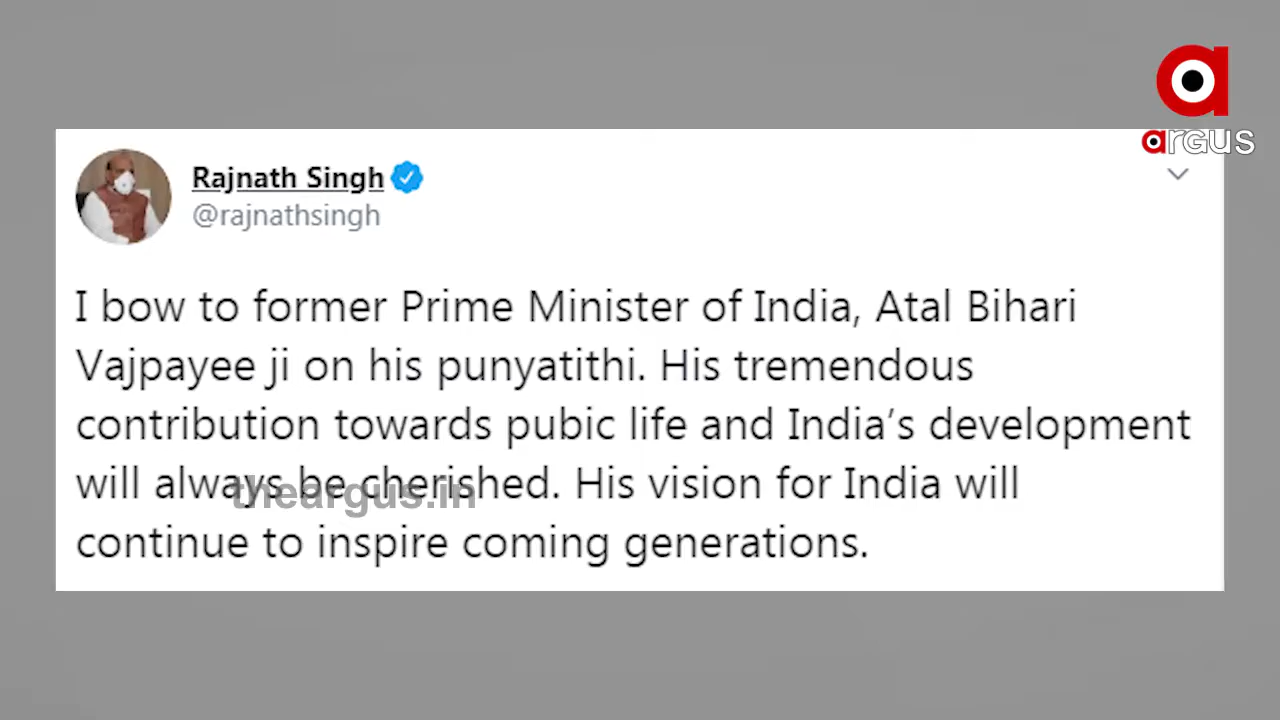 argus
Rajnath Singh
@rajnathsingh
I bow to former Prime Minister of India, Atal Bihari
Vajpayee ji on his punyatithi. His tremendous
contribution towards pubic life and India’s development
will always be cherished. His vision for India will
theargus.in
continue to inspire coming generations.